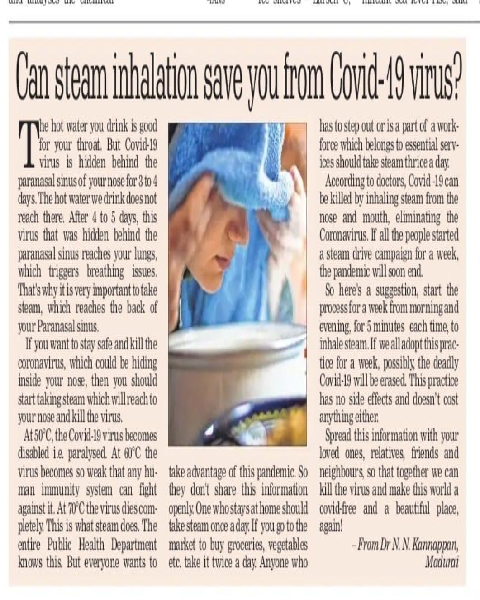 and analyses the chemical
Can steam inhalation save you from Covid-19 virus?
The hot water you drink is good
for your throat. But Covid-19
virus is hidden behind the
paranasal sinus of your nose for 3 to 4
days. The hot water we drink does not
reach there. After 4 to 5 days, this
virus that was hidden behind the
paranasal sinus reaches your lungs,
which triggers breathing issues.
That's why it is very important to take
steam, which reaches the back of
your Paranasal sinus.
If you want to stay safe and kill the
coronavirus, which could be hiding
inside your nose, then you should
start taking steam which will reach to
your nose and kill the virus.
At 50°C, the Covid-19 virus becomes
disabled i.e. paralysed. At 60°C the
virus becomes so weak that any hu-
man immunity system can fight
against it. At 70°C the virus dies com-
pletely. This is what steam does. The
entire Public Health Department
knows this. But everyone wants to
take advantage of this pandemic. So
they don't share this information
openly. One who stays at home should
take steam once a day. If you go to the
market to buy groceries, vegetables
etc. take it twice a day. Anyone who
has to step out or is a part of a work-
force which belongs to essential serv-
ices should take steam thrice a day.
According to doctors, Covid -19 can
be killed by inhaling steam from the
nose and mouth, eliminating the
Coronavirus. If all the people started
a steam drive campaign for a week,
the pandemic will soon end.
So here's a suggestion, start the
process for a week from morning and
evening, for 5 minutes each time, to
inhale steam. If we all adopt this prac-
tice for a week, possibly, the deadly
Covid-19 will be erased. This practice
has no side effects and doesn't cost
anything either.
Spread this information with your
loved ones, relatives, friends and
neighbours, so that together we can
kill the virus and make this world a
covid-free and a beautiful place,
again!
- From Dr N. N. Kannappan,
Madurai